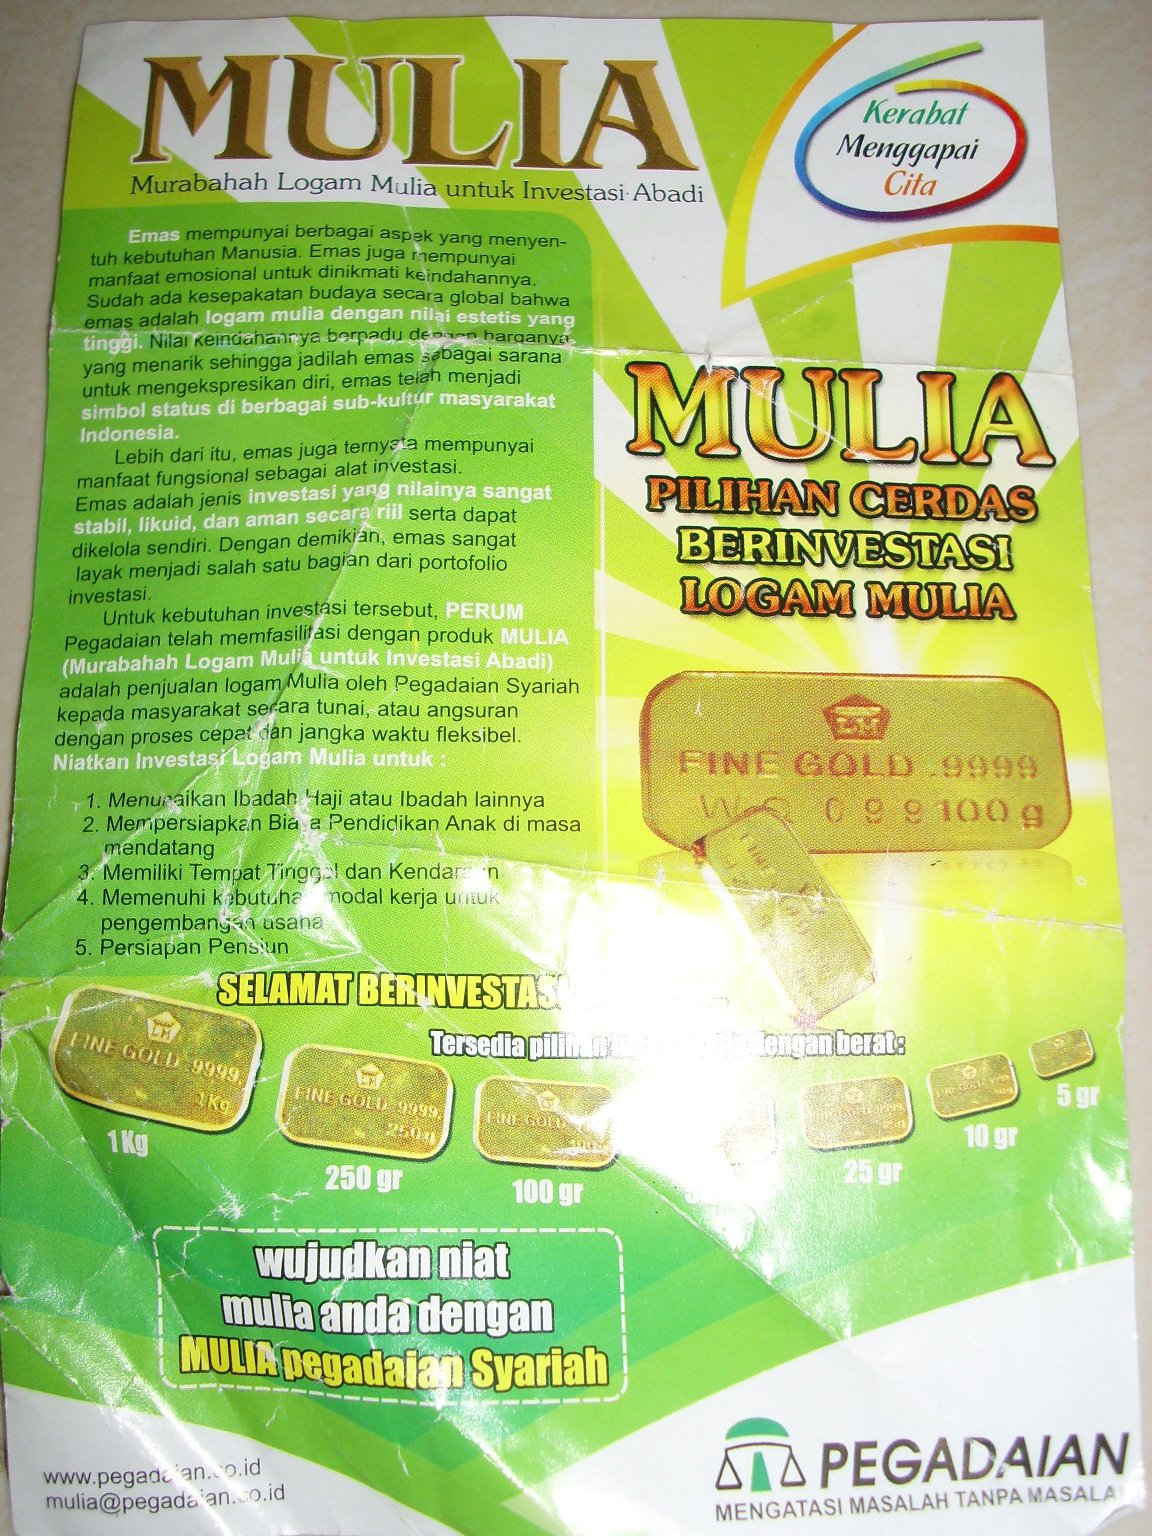 MULIA
Murabahah Logam Mulia untuk Investasi Abadi
Kerabat
Menggapai
Cita
Emas mempunyai berbagai aspek yang menyen-
tuh kebutuhan Manusia. Emas juga mempunyai
manfaat emosional untuk dinikmati keindahannya.
Sudah ada kesepakatan budaya secara global bahwa
emas adalah logam mulia dengan nilai estetis yang
tinggi. Nilai keindahannya berpadu dengan harganya
yang menarik sehingga jadilah emas sebagai sarana
untuk mengekspresikan diri, emas telah menjadi
simbol status di berbagai sub-kultur masyarakat
Indonesia.
Lebih dari itu, emas juga ternyata mempunyai
manfaat fungsional sebagai alat investasi.
Emas adalah jenis investasi yang nilainya sangat
stabil, likuid, dan aman secara riil serta dapat
dikelola sendiri. Dengan demikian, emas sangat
layak menjadi salah satu bagian dari portofolio
investasi.
Untuk kebutuhan investasi tersebut, PERUM
Pegadaian telah memfasilitasi dengan produk MULIA
(Murabahah Logam Mulia untuk Investasi Abadi)
adalah penjualan logam Mulia oleh Pegadaian Syariah
kepada masyarakat secara tunai, atau angsuran
dengan proses cepat dan jangka waktu fleksibel.
Niatkan Investasi Logam Mulia untuk :
1. Menunaikan Ibadah Haji atau Ibadah lainnya
2. Mempersiapkan Biaya Pendidikan Anak di masa
mendatang
3. Memiliki Tempat Tinggal dan Kendaraan
4. Memenuhi kebutuhan modal kerja untuk
pengembangan usaha
5. Persiapan Pensiun
MULIA
PILIHAN CERDAS
BERINVESTASI
LOGAM MULIA
LM
FINE GOLD .9999
099 100 g
SELAMAT BERINVESTASI
Tersedia pilihan dengan berat :
LM
FINE GOLD .9999
1Kg
FINE GOLD .9999
250g
FINE GOLD
1 Kg
250 gr
100 gr
25 gr
10 gr
5 gr
wujudkan niat
mulia anda dengan
MULIA pegadaian Syariah
www.pegadaian.co.id
mulia@pegadaian.co.id
PEGADAIAN
MENGATASI MASALAH TANPA MASALA